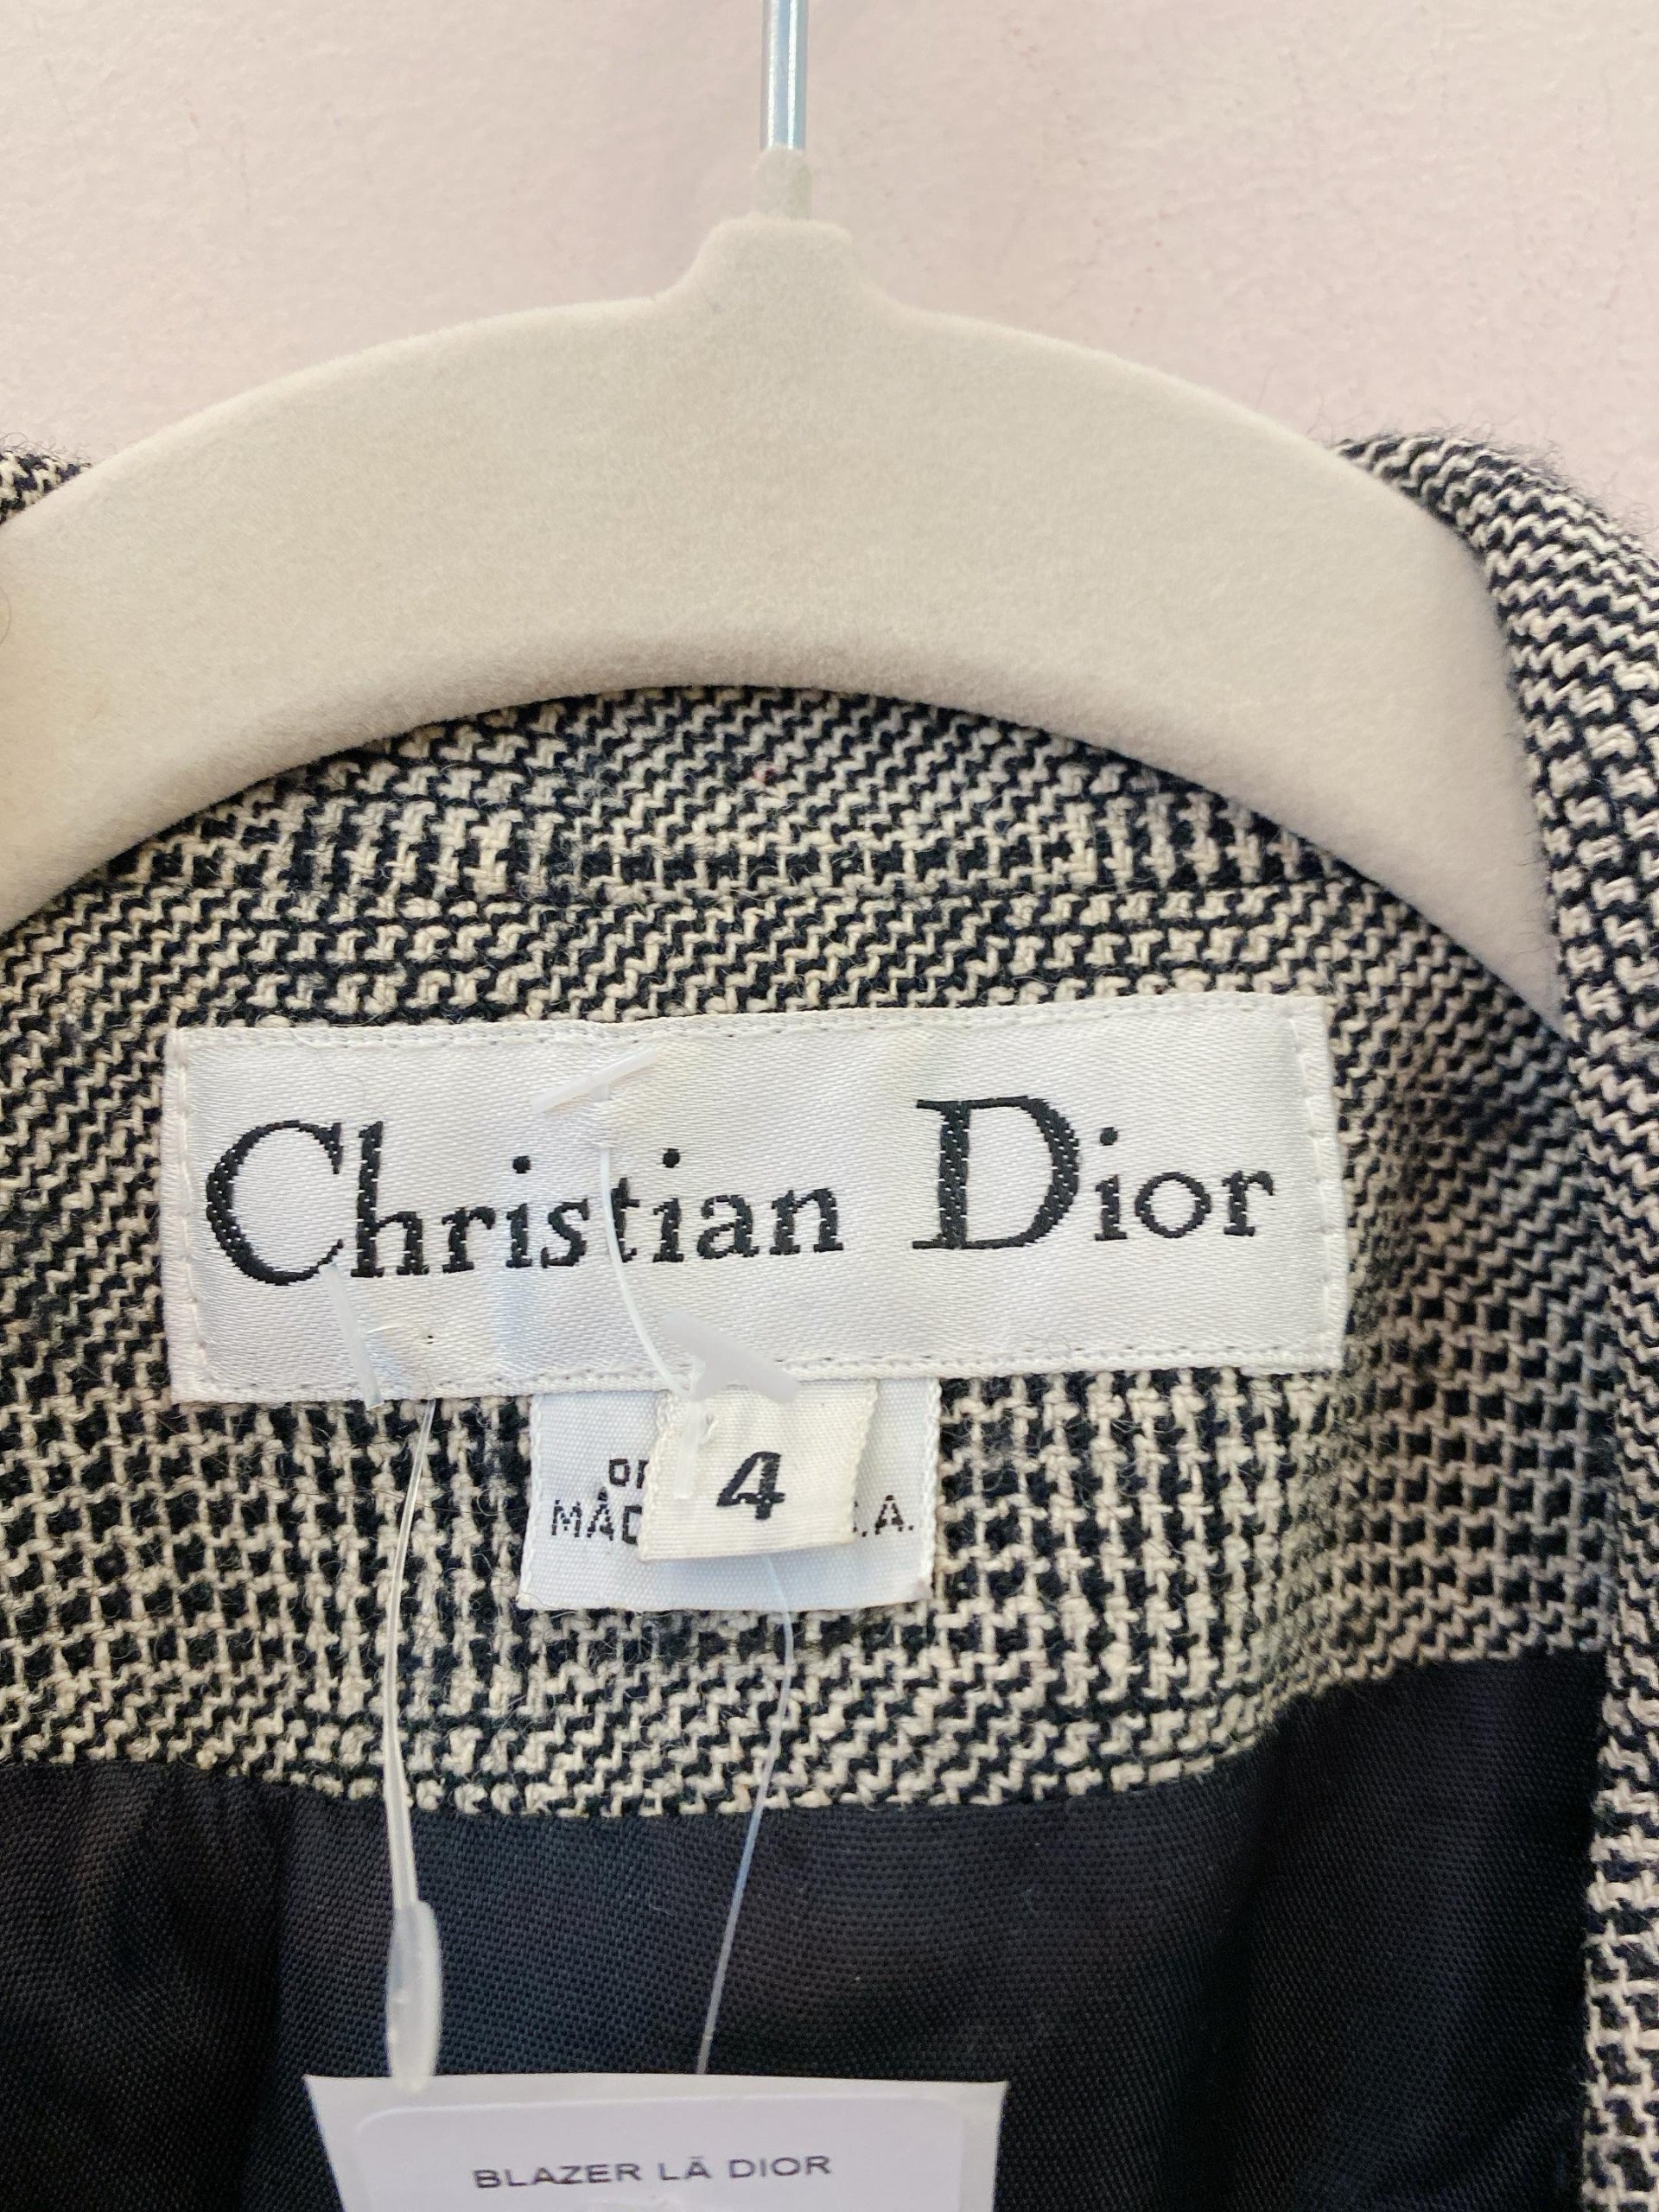 Christian Dior
4
BLAZER LÃ DIOR